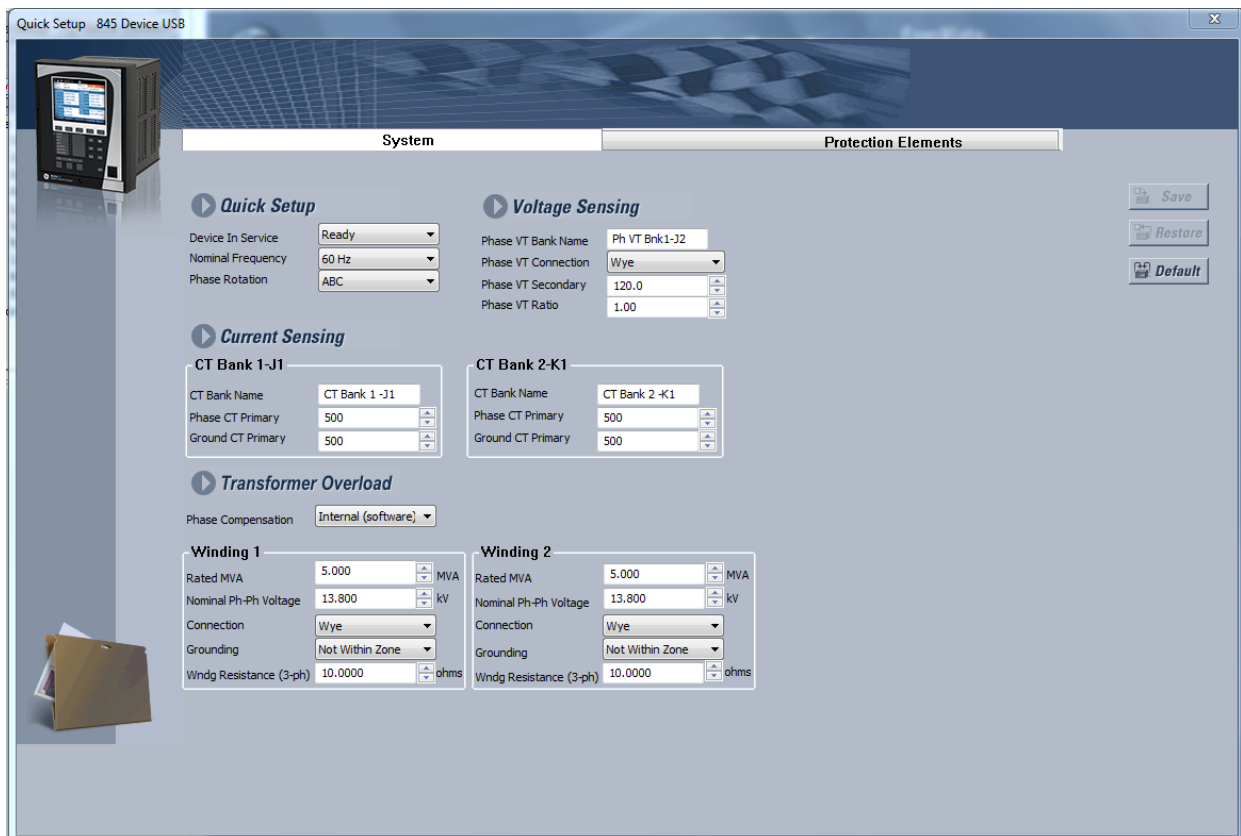 Quick Setup 845 Device USB
System
Protection Elements
Quick Setup
Device In Service Ready
Nominal Frequency 60 Hz
Phase Rotation ABC
Voltage Sensing
Phase VT Bank Name Ph VT Bnk1-J2
Phase VT Connection Wye
Phase VT Secondary 120.0
Phase VT Ratio 1.00
Save
Restore
Default
Current Sensing
CT Bank 1-J1
CT Bank Name CT Bank 1 -J1
Phase CT Primary 500
Ground CT Primary 500
CT Bank 2-K1
CT Bank Name CT Bank 2 -K1
Phase CT Primary 500
Ground CT Primary 500
Transformer Overload
Phase Compensation Internal (software)
Winding 1
Rated MVA 5.000 MVA
Nominal Ph-Ph Voltage 13.800 kV
Connection Wye
Grounding Not Within Zone
Wndg Resistance (3-ph) 10.0000 ohms
Winding 2
Rated MVA 5.000 MVA
Nominal Ph-Ph Voltage 13.800 kV
Connection Wye
Grounding Not Within Zone
Wndg Resistance (3-ph) 10.0000 ohms